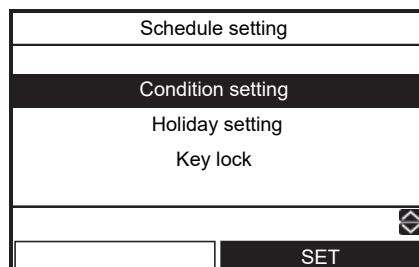 Schedule setting
Condition setting
Holiday setting
Key lock
SET